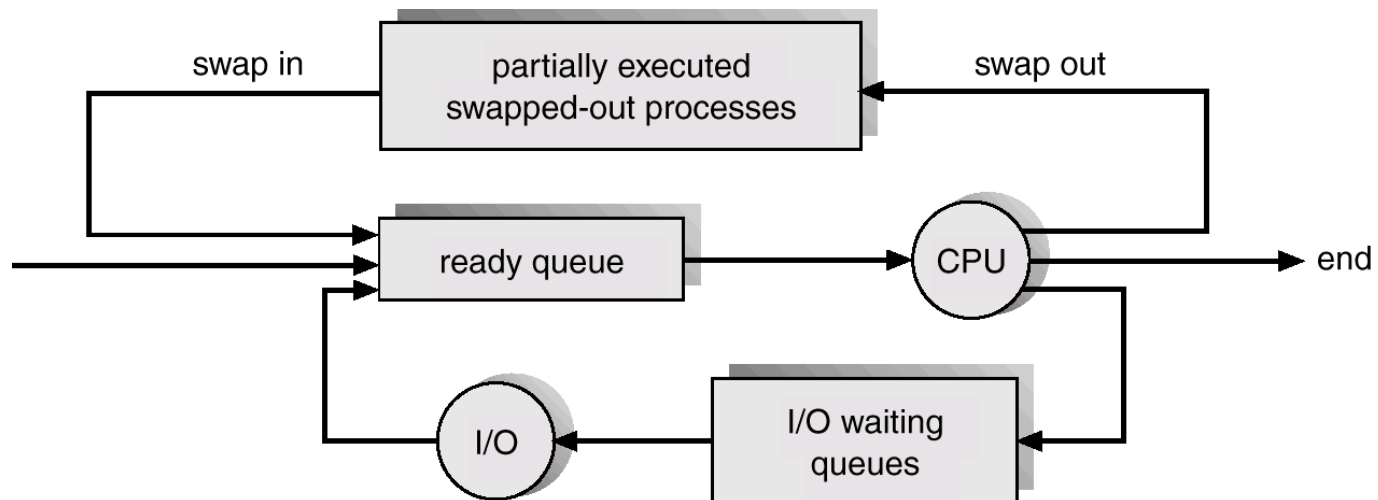 swap in
partially executed
swapped-out processes
swap out
ready queue
CPU
end
I/O
I/O waiting
queues